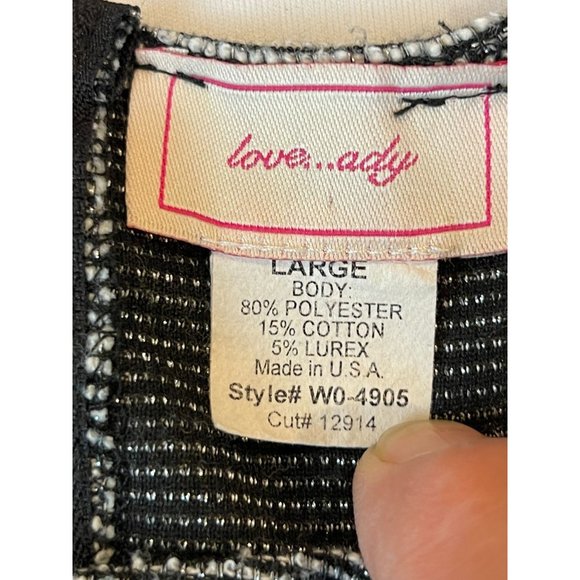 love...ady
LARGE
BODY:
80% POLYESTER
15% COTTON
5% LUREX
Made in U.S.A.
Style# W0-4905
Cut# 12914